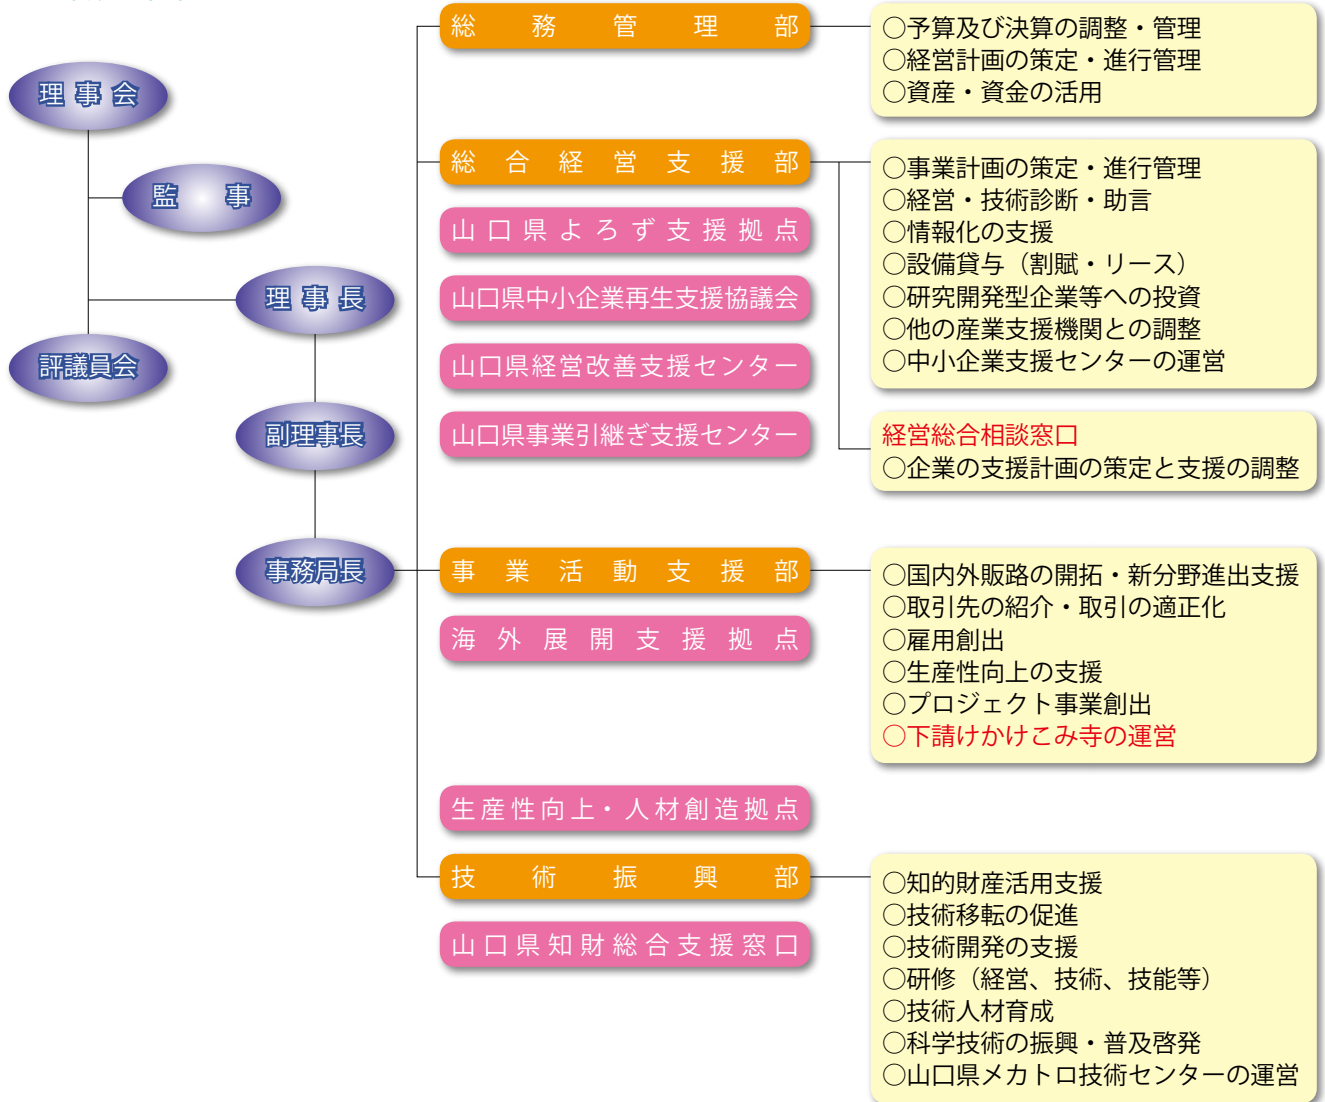 理事会
監事
理事長
評議員会
副理事長
事務局長
総務管理部
○予算及び決算の調整・管理
○経営計画の策定・進行管理
○資産・資金の活用
総合経営支援部
山口県よろず支援拠点
山口県中小企業再生支援協議会
山口県経営改善支援センター
山口県事業引継ぎ支援センター
○事業計画の策定・進行管理
○経営・技術診断・助言
○情報化の支援
○設備貸与（割賦・リース）
○研究開発型企業等への投資
○他の産業支援機関との調整
○中小企業支援センターの運営
経営総合相談窓口
○企業の支援計画の策定と支援の調整
事業活動支援部
海外展開支援拠点
○国内外販路の開拓・新分野進出支援
○取引先の紹介・取引の適正化
○雇用創出
○生産性向上の支援
○プロジェクト事業創出
○下請けかけこみ寺の運営
生産性向上・人材創造拠点
技術振興部
山口県知財総合支援窓口
○知的財産活用支援
○技術移転の促進
○技術開発の支援
○研修（経営、技術、技能等）
○技術人材育成
○科学技術の振興・普及啓発
○山口県メカトロ技術センターの運営